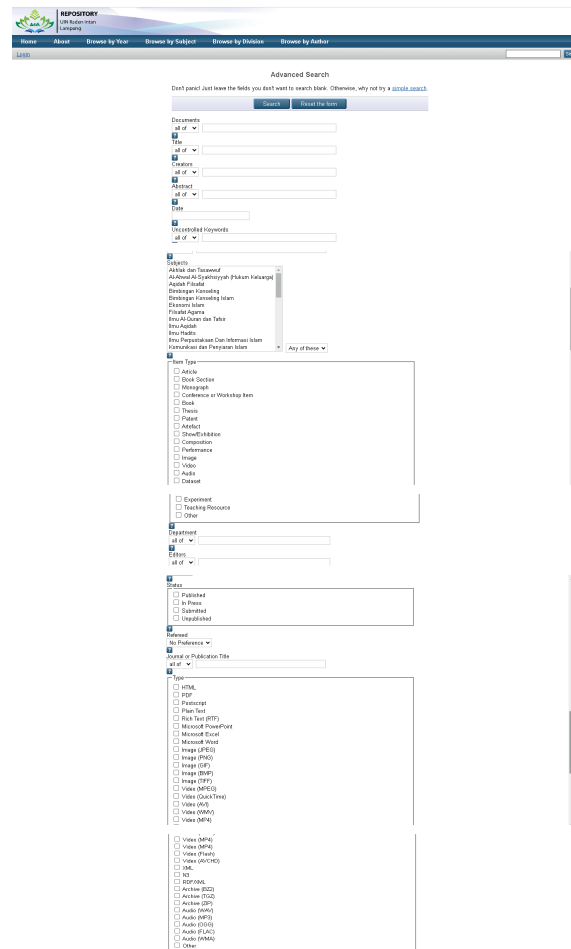 REPOSITORY
UIN Raden Intan
Lampung
Home About Browse by Year Browse by Subject Browse by Division Browse by Author
Login
Advanced Search
Don't panic! Just leave the fields you don't want to search blank. Otherwise, why not try a simple search.
Search Reset the form
Documents
all of
?
Title
all of
?
Creators
all of
?
Abstract
all of
?
Date
?
Uncontrolled Keywords
all of
?
Subjects
Akhlak dan Tasawwuf
Al-Ahwal Al-Syakhsiyyah (Hukum Keluarga)
Aqidah Filsafat
Bimbingan Konseling
Bimbingan Konseling Islam
Ekonomi Islam
Filsafat Agama
Ilmu Al-Quran dan Tafsir
Ilmu Aqidah
Ilmu Hadits
Ilmu Perpustakaan Dan Informasi Islam
Komunikasi dan Penyiaran Islam Any of these
?
Item Type
Article
Book Section
Monograph
Conference or Workshop Item
Book
Thesis
Patent
Artefact
Show/Exhibition
Composition
Performance
Image
Video
Audio
Dataset
Experiment
Teaching Resource
Other
?
Department
all of
?
Editors
all of
?
Status
Published
In Press
Submitted
Unpublished
?
Refereed
No Preference
?
Journal or Publication Title
all of
?
Type
HTML
PDF
Postscript
Plain Text
Rich Text (RTF)
Microsoft PowerPoint
Microsoft Excel
Microsoft Word
Image (JPEG)
Image (PNG)
Image (GIF)
Image (BMP)
Image (TIFF)
Video (MPEG)
Video (QuickTime)
Video (AVI)
Video (WMV)
Video (MP4)
Video (MP4)
Video (MP4)
Video (Flash)
Video (AVCHD)
XML
N3
RDF/XML
Archive (BZ2)
Archive (TGZ)
Archive (ZIP)
Audio (WAV)
Audio (MP3)
Audio (OGG)
Audio (FLAC)
Audio (WMA)
Other